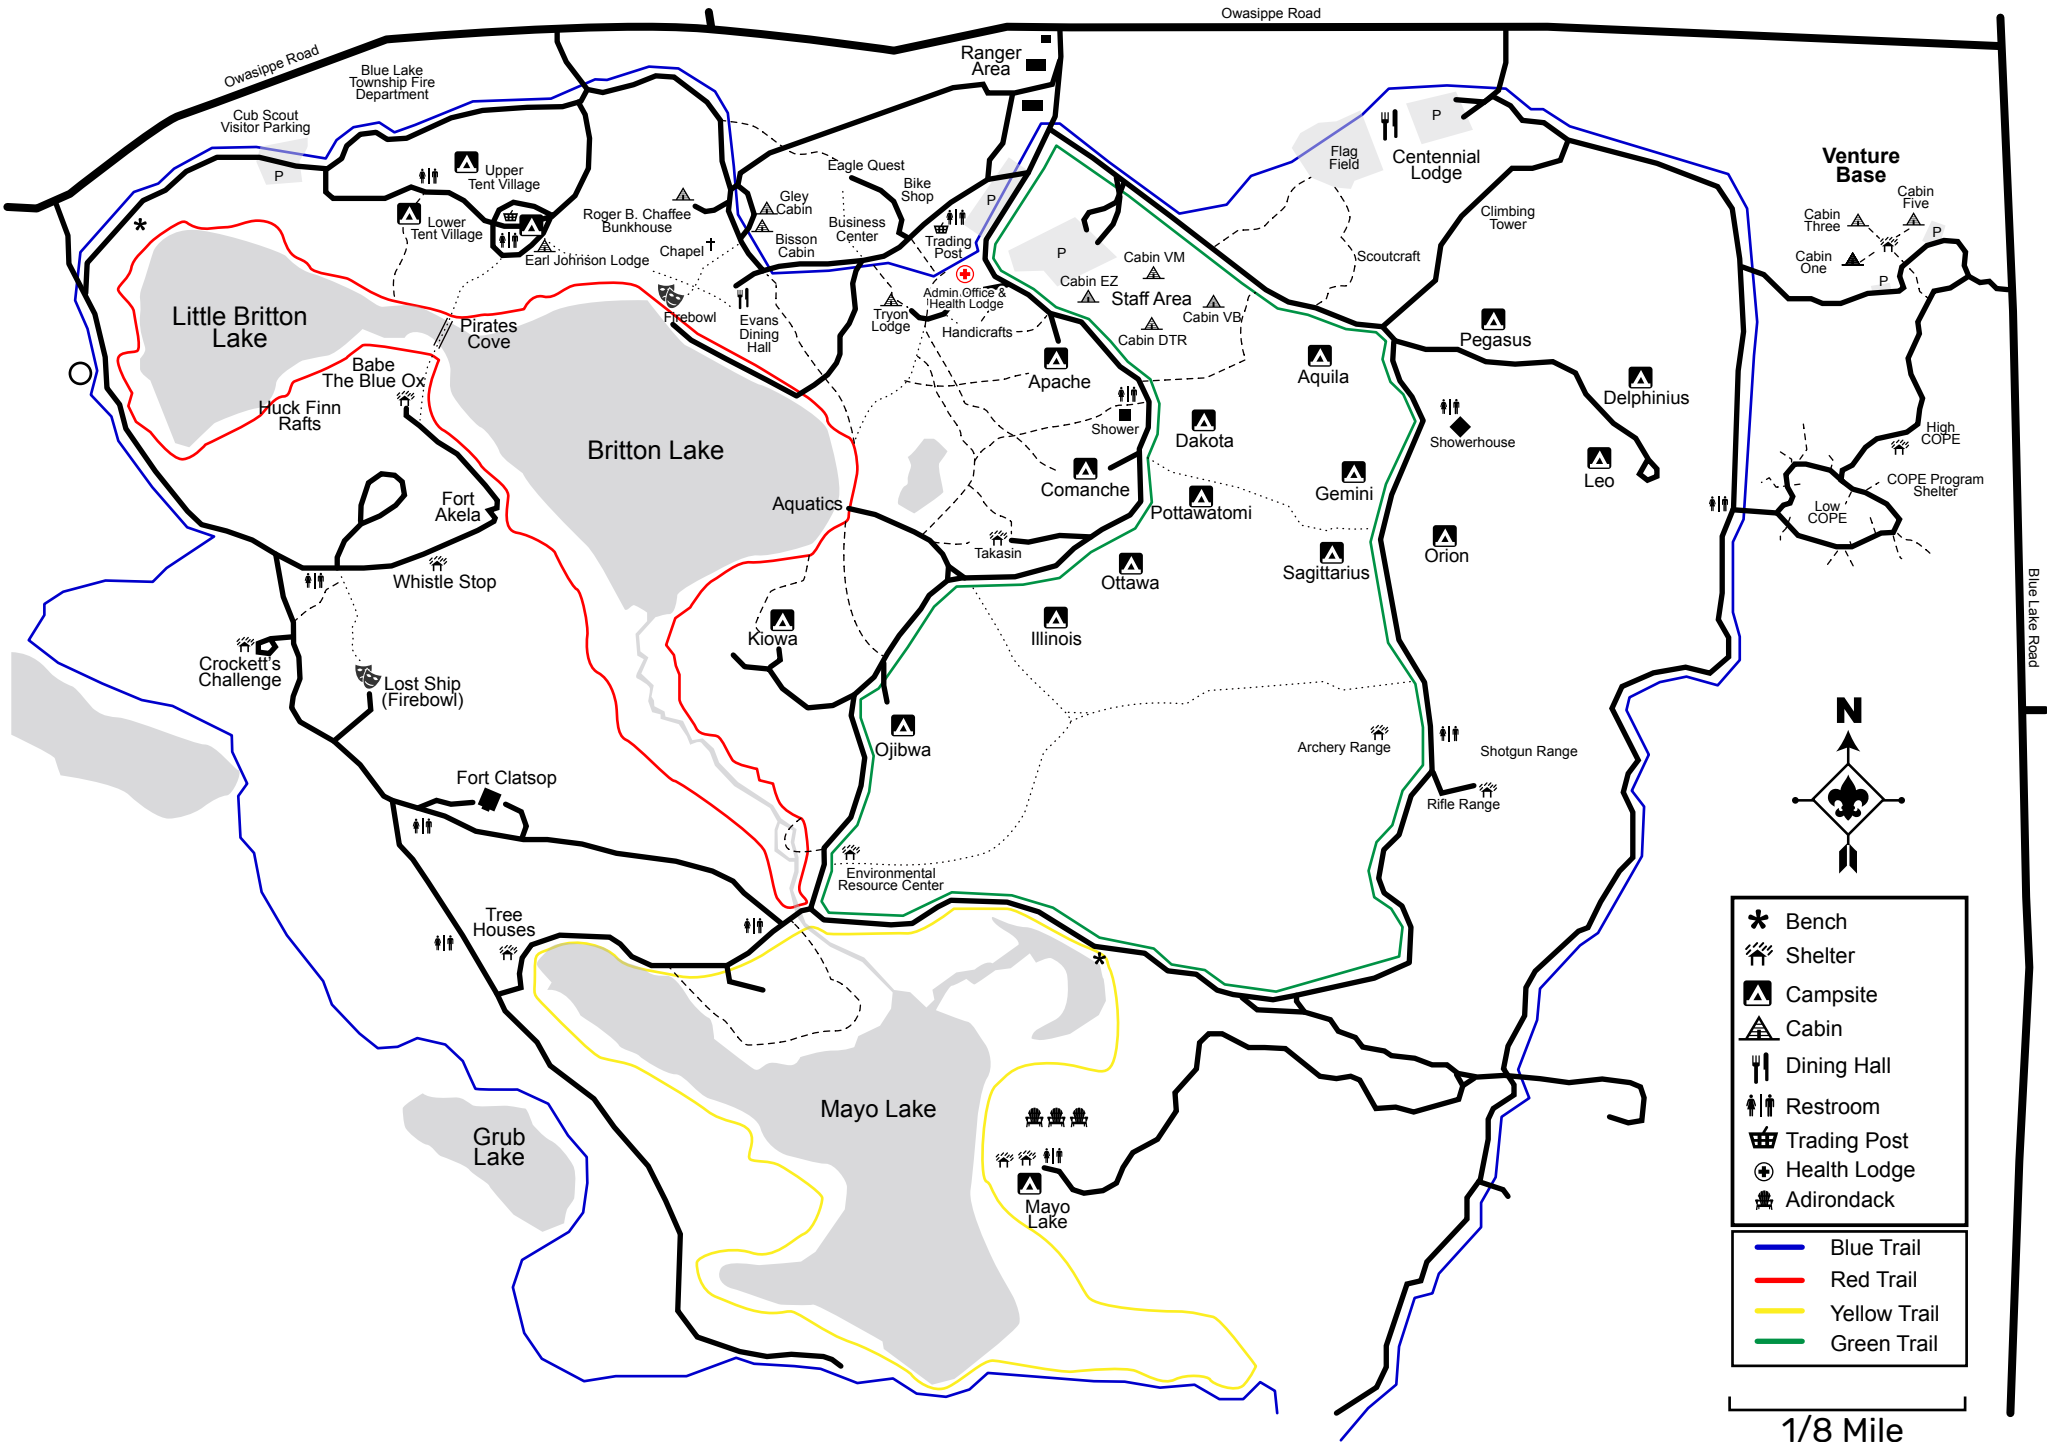 Owasippe Road
Owasippe Road
Ranger
Area
Blue Lake
Township Fire
Department
Cub Scout
Visitor Parking
P
Upper
Tent Village
Lower
Tent Village
Earl Johnson Lodge
Roger B. Chaffee
Bunkhouse
Chapel
Gley
Cabin
Bisson
Cabin
Eagle Quest
Bike
Shop
Business
Center
Trading
Post
P
P
Admin Office &
Health Lodge
Tryon
Lodge
Handicrafts
Evans
Dining
Hall
Firebowl
Pirates
Cove
Little Britton
Lake
Babe
The Blue Ox
Huck Finn
Rafts
Britton Lake
Fort
Akela
Aquatics
Whistle Stop
Crockett's
Challenge
Lost Ship
(Firebowl)
Fort Clatsop
Tree
Houses
Kiowa
Ojibwa
Environmental
Resource Center
Takasin
Apache
Shower
Comanche
Dakota
Pottawatomi
Ottawa
Illinois
Cabin VM
Cabin EZ
Staff Area
Cabin VB
Cabin DTR
Flag
Field
P
Centennial
Lodge
Climbing
Tower
Scoutcraft
Aquila
Pegasus
Delphinius
Leo
Showerhouse
Gemini
Orion
Sagittarius
Archery Range
Shotgun Range
Rifle Range
Venture
Base
Cabin
Five
Cabin
Three
Cabin
One
P
P
High
COPE
COPE Program
Shelter
Low
COPE
Blue Lake Road
N
Grub
Lake
Mayo Lake
Mayo
Lake
Bench
Shelter
Campsite
Cabin
Dining Hall
Restroom
Trading Post
Health Lodge
Adirondack
Blue Trail
Red Trail
Yellow Trail
Green Trail
1/8 Mile